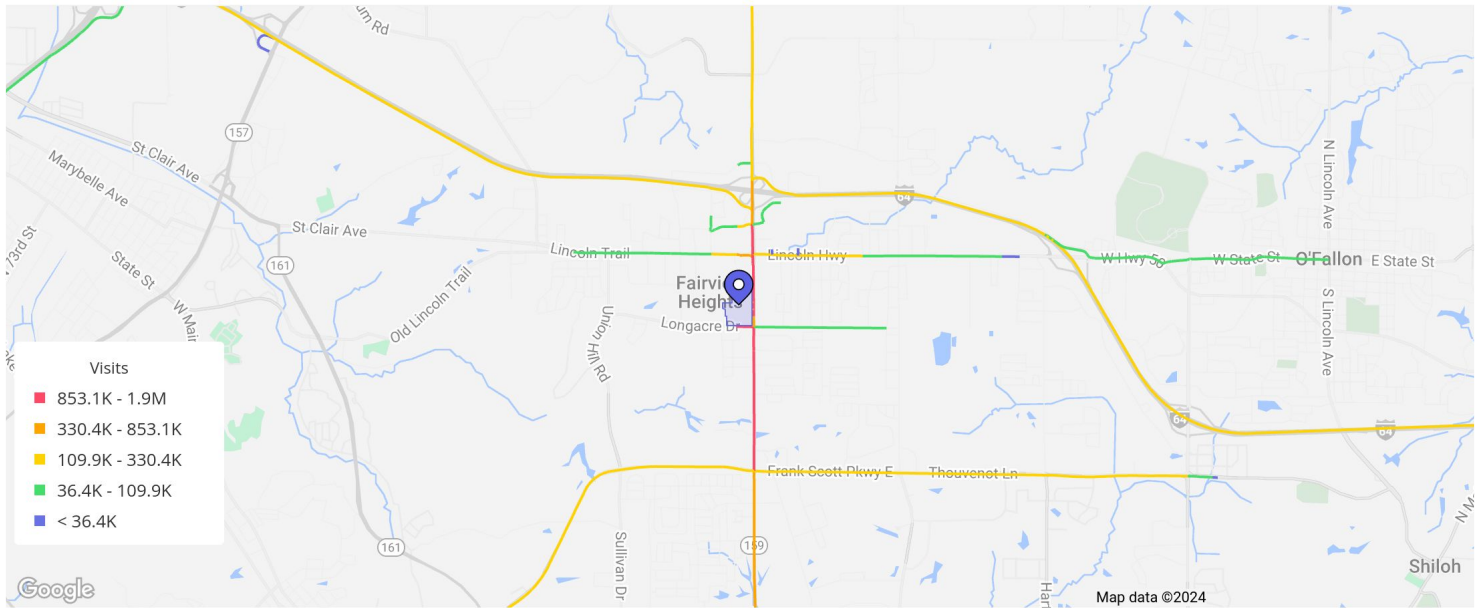 um Rd
157
St Clair Ave
Marybelle Ave
N Lincoln Ave
64
73rd St
St Clair Ave
State St
161
Lincoln Trail
Lincoln Hwy
W Hwy 50
W State St
O'Fallon
E State St
Fairvi
Heights
Old Lincoln Trail
W Main
Union Hill Rd
Longacre Dr
S Lincoln Ave
Visits
853.1K - 1.9M
330.4K - 853.1K
109.9K - 330.4K
36.4K - 109.9K
< 36.4K
64
64
Frank Scott Pkwy E
Thouvenot Ln
161
159
Sullivan Dr
Hart
N M
Shiloh
Google
Map data ©2024